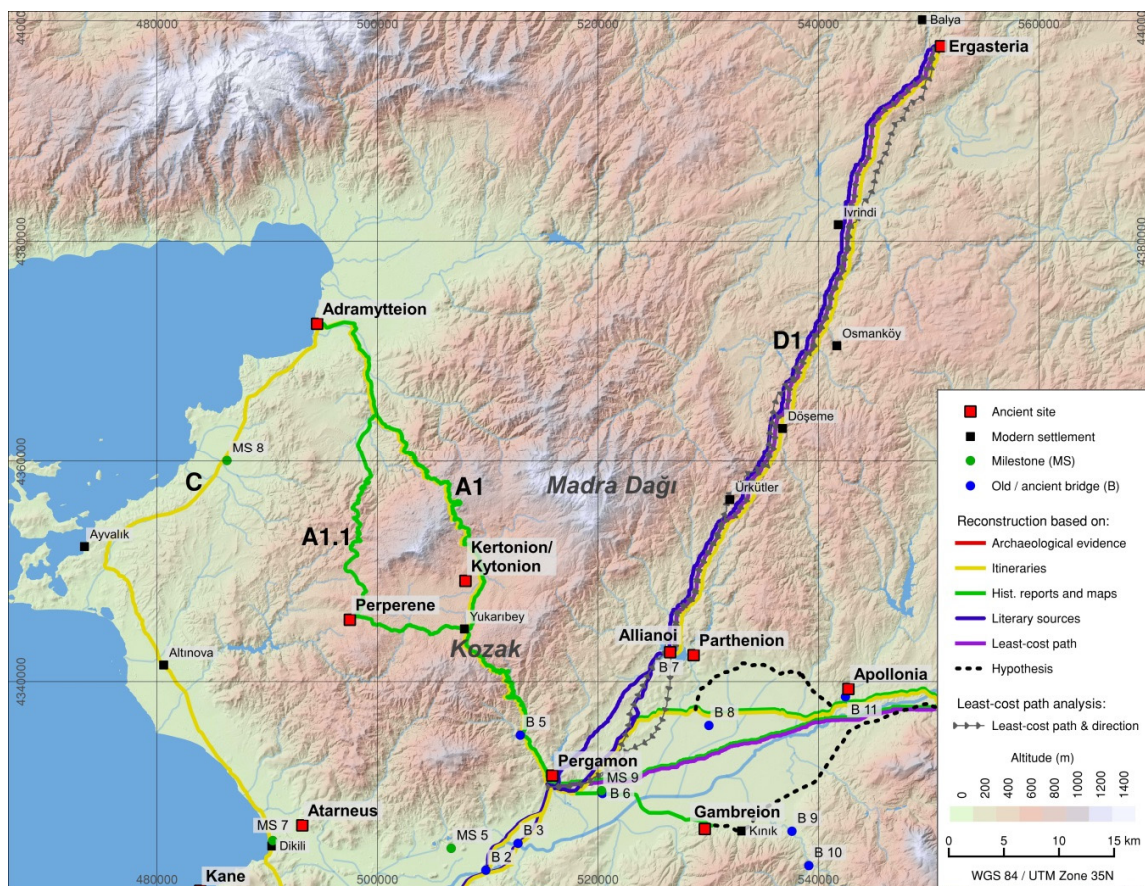 480000
500000
520000
540000
560000
Balya
Ergasteria
Ivrindi
4380000
4380000
Adramytteion
D1
Osmanköy
Döşeme
MS 8
4360000
C
A1
Madra Dağı
Ürkütler
A1.1
Ayvalık
Kertonion/
Kytonion
Perperene
Yukarıbey
Kozak
Allianoi
Parthenion
B 7
Altınova
4340000
Apollonia
B 8
B 11
B 5
Pergamon
MS 9
B 6
Atarneus
Gambreion
MS 7
Dikili
MS 5
B 3
B 2
Kınık
B 9
B 10
Kane
480000
500000
520000
540000
Ancient site
Modern settlement
Milestone (MS)
Old / ancient bridge (B)
Reconstruction based on:
Archaeological evidence
Itineraries
Hist. reports and maps
Literary sources
Least-cost path
Hypothesis
Least-cost path analysis:
Least-cost path & direction
Altitude (m)
0
200
400
600
800
1000
1200
1400
0
5
10
15 km
WGS 84 / UTM Zone 35N